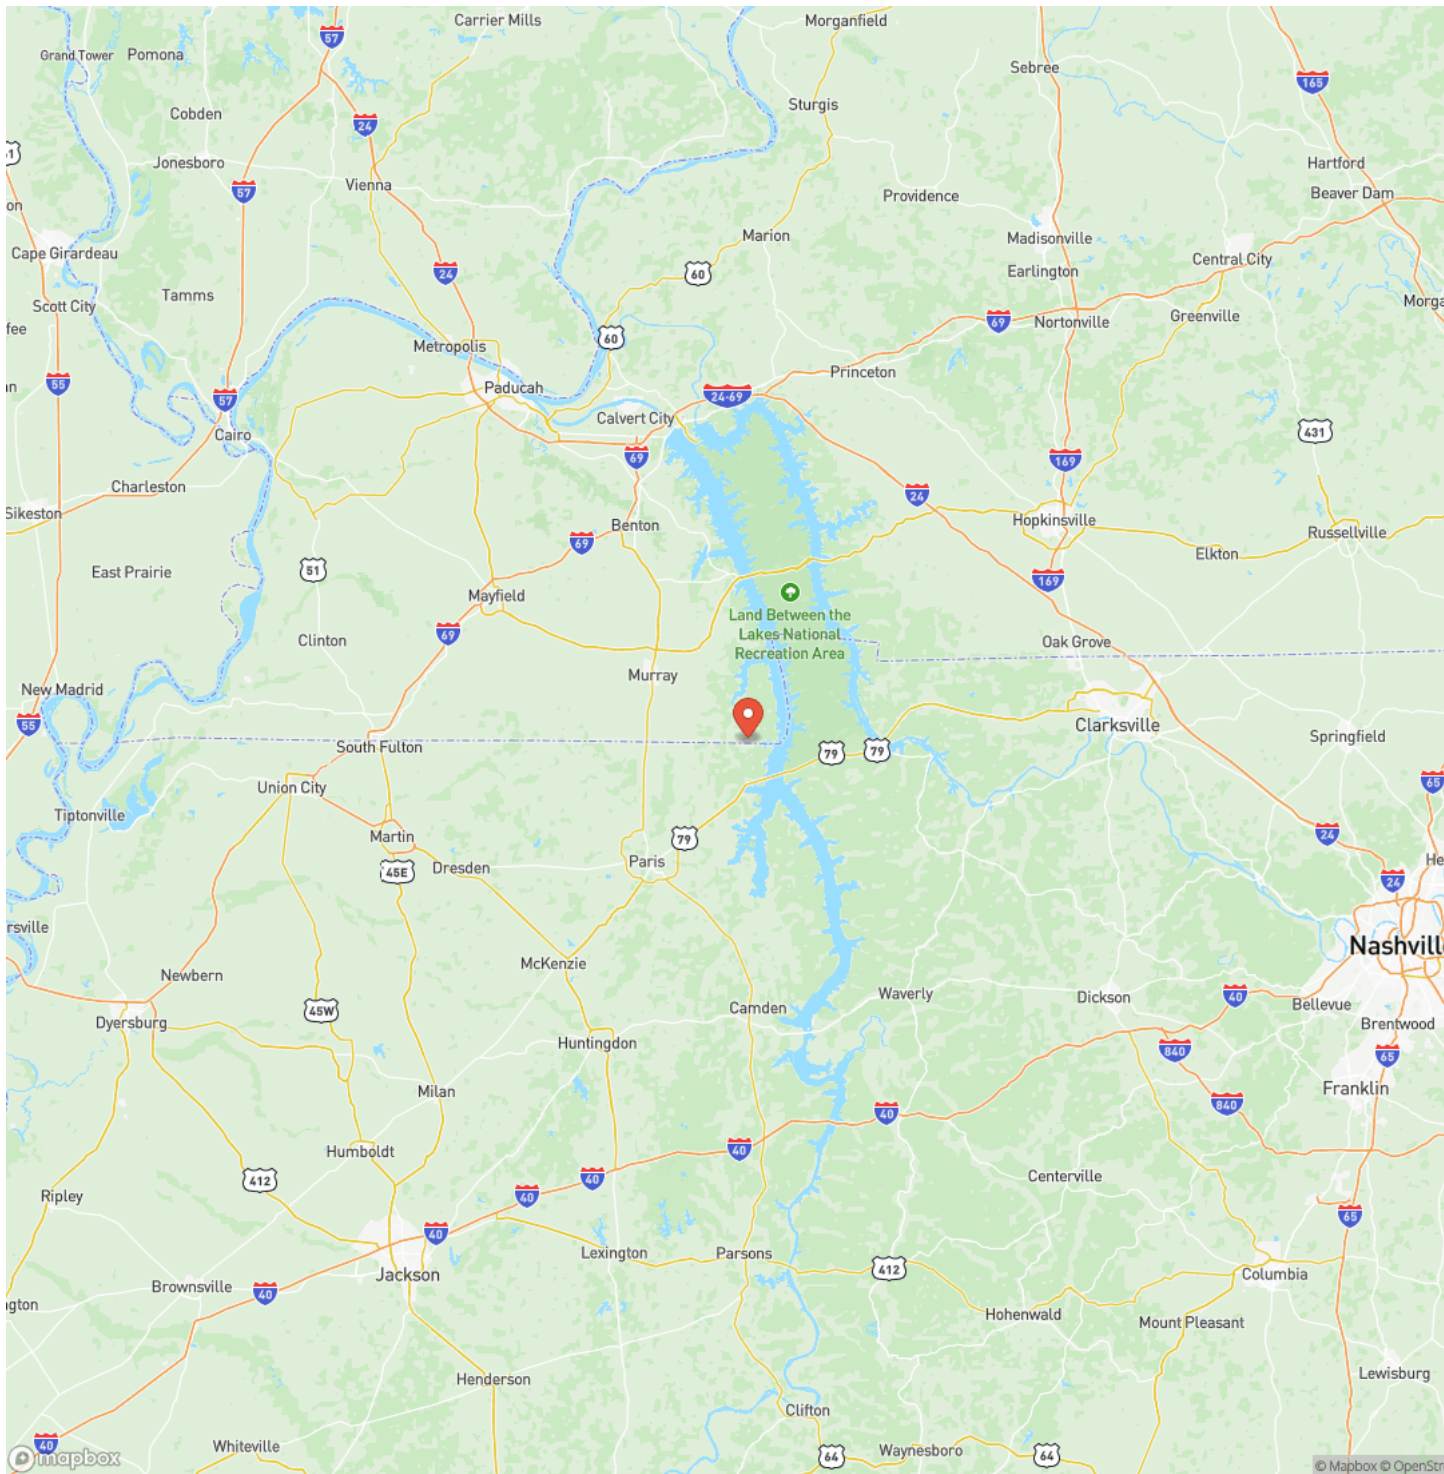 Carrier Mills
Morganfield
57
Grand Tower
Pomona
Sebree
165
Sturgis
Cobden
24
Jonesboro
Hartford
57
Vienna
Beaver Dam
Providence
on
Marion
Madisonville
Cape Girardeau
Central City
24
60
Earlington
Tamms
Scott City
Morga
fee
69
Nortonville
Greenville
60
Metropolis
Princeton
an
55
Paducah
57
24-69
Calvert City
Cairo
431
69
169
Charleston
24
Sikeston
Benton
Hopkinsville
Russellville
69
Elkton
51
East Prairie
169
Mayfield
Land Between the
Lakes National
Recreation Area
69
Clinton
Oak Grove
Murray
New Madrid
55
Clarksville
South Fulton
79
79
Springfield
65
Union City
Tiptonville
24
Martin
79
45E
Dresden
Paris
He
24
rsville
Nashvill
McKenzie
Newbern
Waverly
Dickson
40
45W
Camden
Bellevue
Dyersburg
Brentwood
Huntingdon
840
65
Milan
Franklin
840
40
40
Humboldt
412
40
Centerville
40
Ripley
65
40
Lexington
Parsons
412
Jackson
Columbia
Brownsville
40
gton
Hohenwald
Mount Pleasant
Henderson
Lewisburg
Clifton
40
Whiteville
64
Waynesboro
64
mapbox
© Mapbox © OpenStr